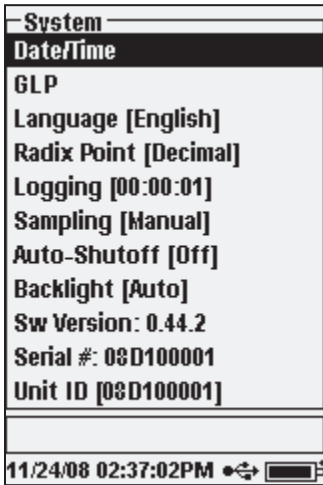 System
Date/Time
GLP
Language [English]
Radix Point [Decimal]
Logging [00:00:01]
Sampling [Manual]
Auto-Shutoff [Off]
Backlight [Auto]
Sw Version: 0.44.2
Serial #: 08D100001
Unit ID [08D100001]
11/24/08 02:37:02PM